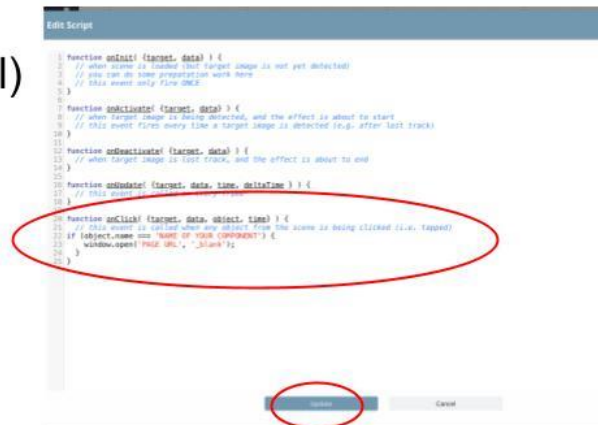 Edit Script
l)
1 function onInit( {target, data} ) {
2 // when scene is loaded (but target image is not yet detected)
3 // you can do some prepatation work here
4 // this event only fire ONCE
5 }
6
7 function onActivate( {target, data} ) {
8 // when target image is being detected, and the effect is about to start
9 // this event fires every time a target image is detected (e.g. after lost track)
10 }
11
12 function onDeactivate( {target, data} ) {
13 // when target image is lost track, and the effect is about to end
14 }
15
16 function onUpdate( {target, data, time, deltaTime } ) {
17 // this event is called
18 }
20 function onClick( {target, data, object, time} ) {
21 // this event is called when any object from the scene is being clicked (i.e. tapped)
22 if (object.name === 'NAME OF YOUR COMPONENT') {
23 window.open('PAGE URL', '_blank');
24 }
25 }
Update
Cancel